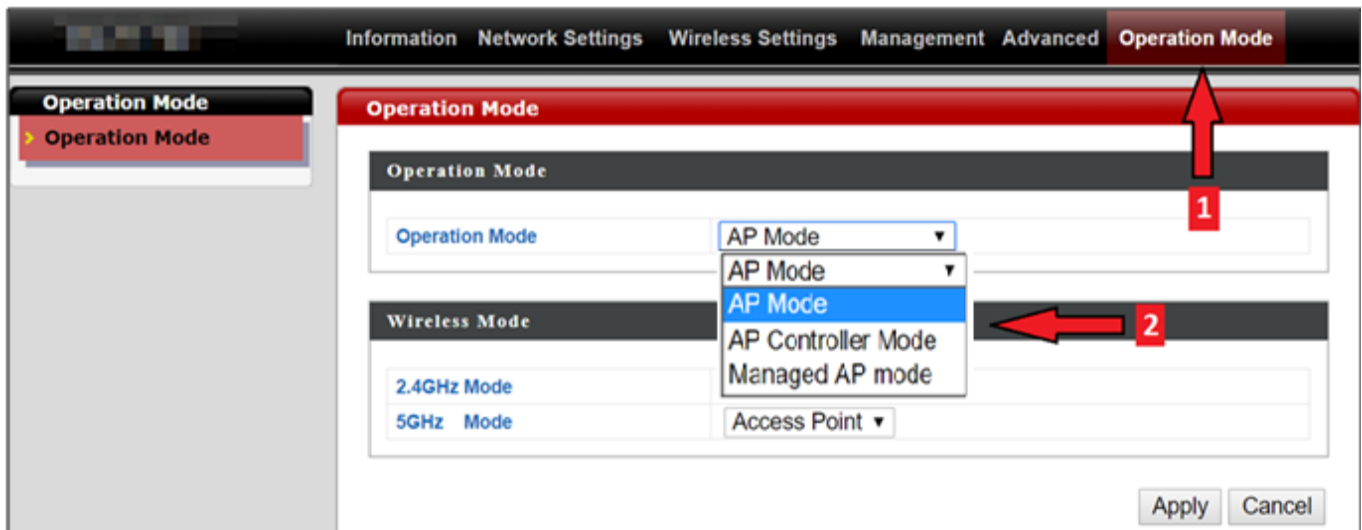 Information Network Settings Wireless Settings Management Advanced Operation Mode
Operation Mode
Operation Mode
Operation Mode
1
Operation Mode
Operation Mode AP Mode
AP Mode
AP Mode
AP Controller Mode
Managed AP mode
2
Wireless Mode
2.4GHz Mode
5GHz Mode Access Point
Apply Cancel